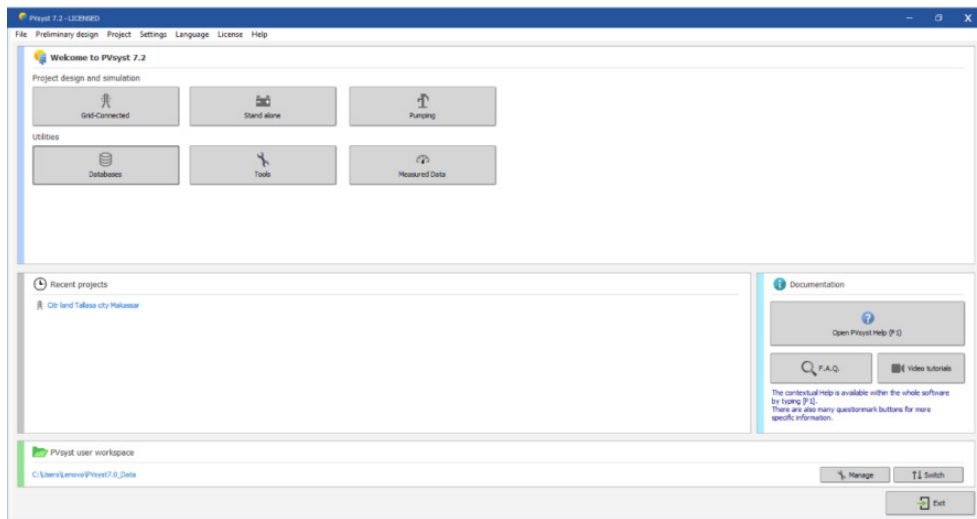 PVsyst 7.2 - LICENSED
File Preliminary design Project Settings Language License Help
Welcome to PVsyst 7.2
Project design and simulation
Grid-Connected
Stand alone
Pumping
Utilities
Databases
Tools
Measured Data
Recent projects
Citr land Tallasa city Makassar
Documentation
Open PVsyst Help (F1)
F.A.Q.
Video tutorials
The contextual Help is available within the whole software
by typing [F1].
There are also many questionmark buttons for more
specific information.
PVsyst user workspace
C:\Users\Lenovo\PVsyst7.0_Data
Manage
Switch
Exit